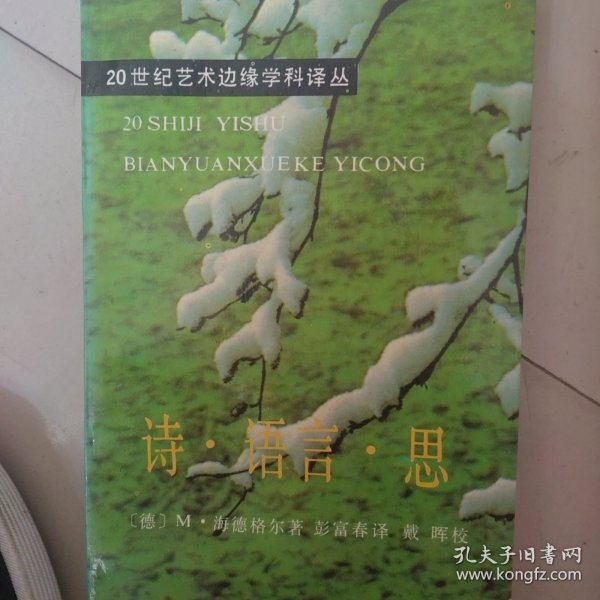 20世纪艺术边缘学科译丛
20 SHIJI YISHU
BIANYUANXUEKE YICONG
诗·语言·思
〔德〕M·海德格尔著 彭富春译 戴 晖校
孔夫子旧书网
www.kongfz.com